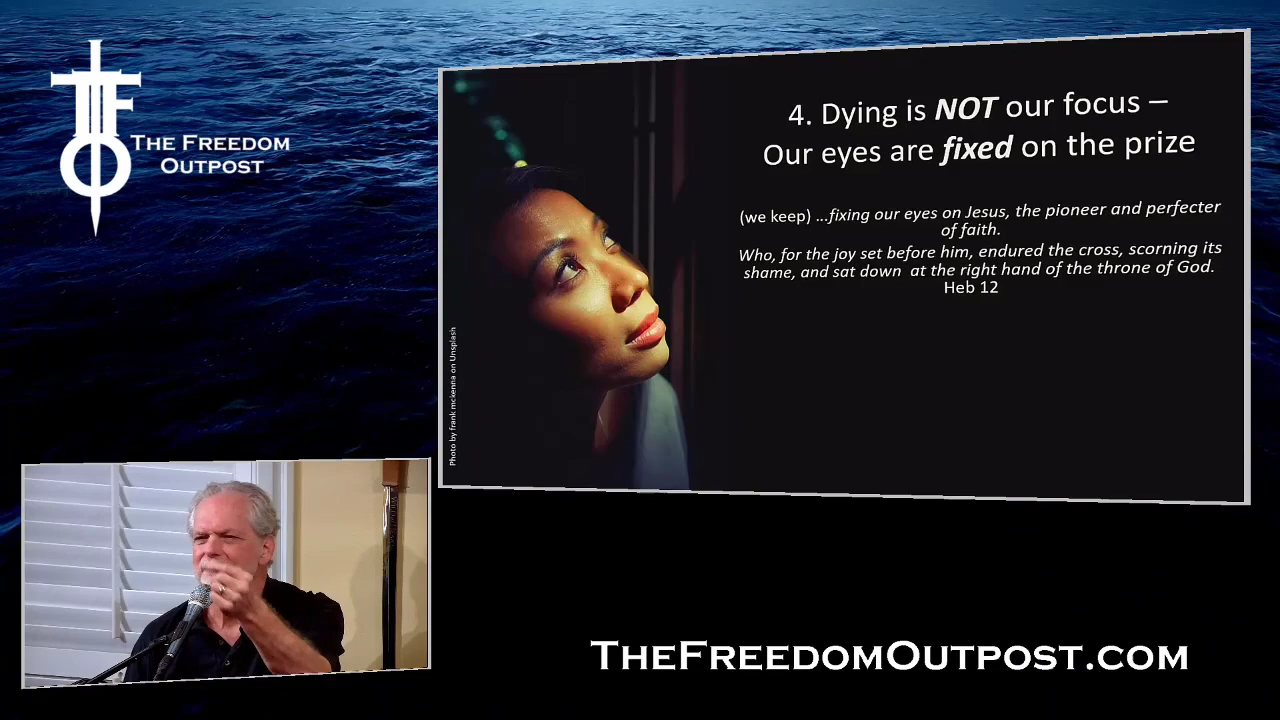 THE FREEDOM
OUTPOST
4. Dying is NOT our focus –
Our eyes are fixed on the prize
(we keep) ...fixing our eyes on Jesus, the pioneer and perfecter
of faith.
Who, for the joy set before him, endured the cross, scorning its
shame, and sat down at the right hand of the throne of God.
Heb 12
Photo by frank mckenna on Unsplash
THEFREEDOMOUTPOST.COM